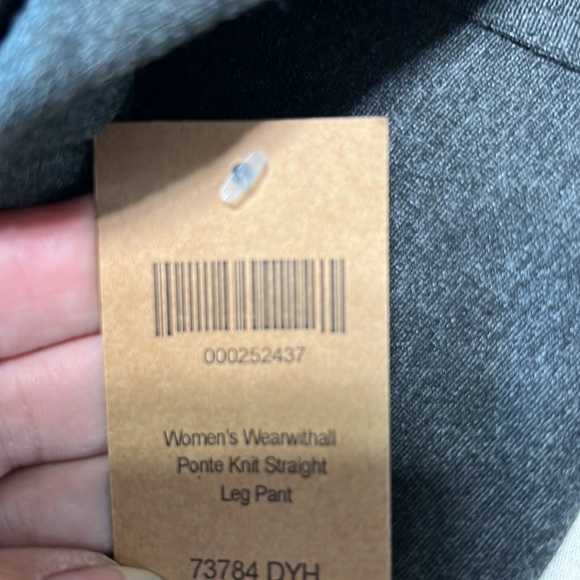 000252437
Women's Wearwithall
Ponte Knit Straight
Leg Pant
73784 DYH